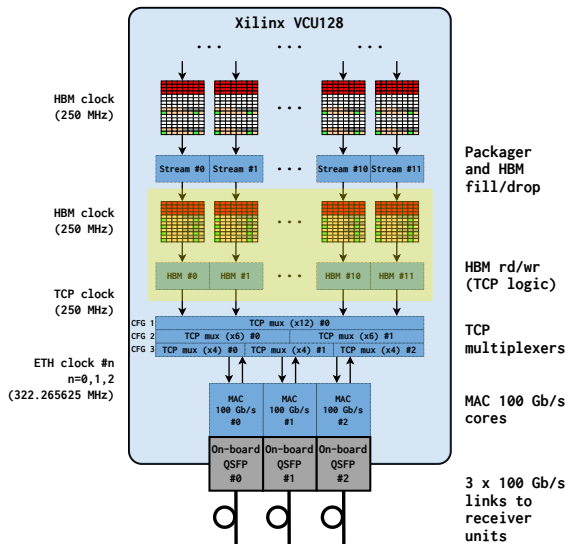 Xilinx VCU128
... ...
HBM clock
(250 MHz)
...
...
Stream #0 Stream #1 ... Stream #10 Stream #11
Packager
and HBM
fill/drop
HBM clock
(250 MHz)
...
HBM #0 HBM #1 ... HBM #10 HBM #11
HBM rd/wr
(TCP logic)
TCP clock
(250 MHz)
CFG 1 TCP mux (x12) #0
CFG 2 TCP mux (x6) #0 TCP mux (x6) #1
CFG 3 TCP mux (x4) #0 TCP mux (x4) #1 TCP mux (x4) #2
TCP
multiplexers
ETH clock #n
n=0,1,2
(322.265625 MHz)
MAC MAC MAC
100 Gb/s 100 Gb/s 100 Gb/s
#0 #1 #2
MAC 100 Gb/s
cores
On-board On-board On-board
QSFP QSFP QSFP
#0 #1 #2
3 x 100 Gb/s
links to
receiver
units